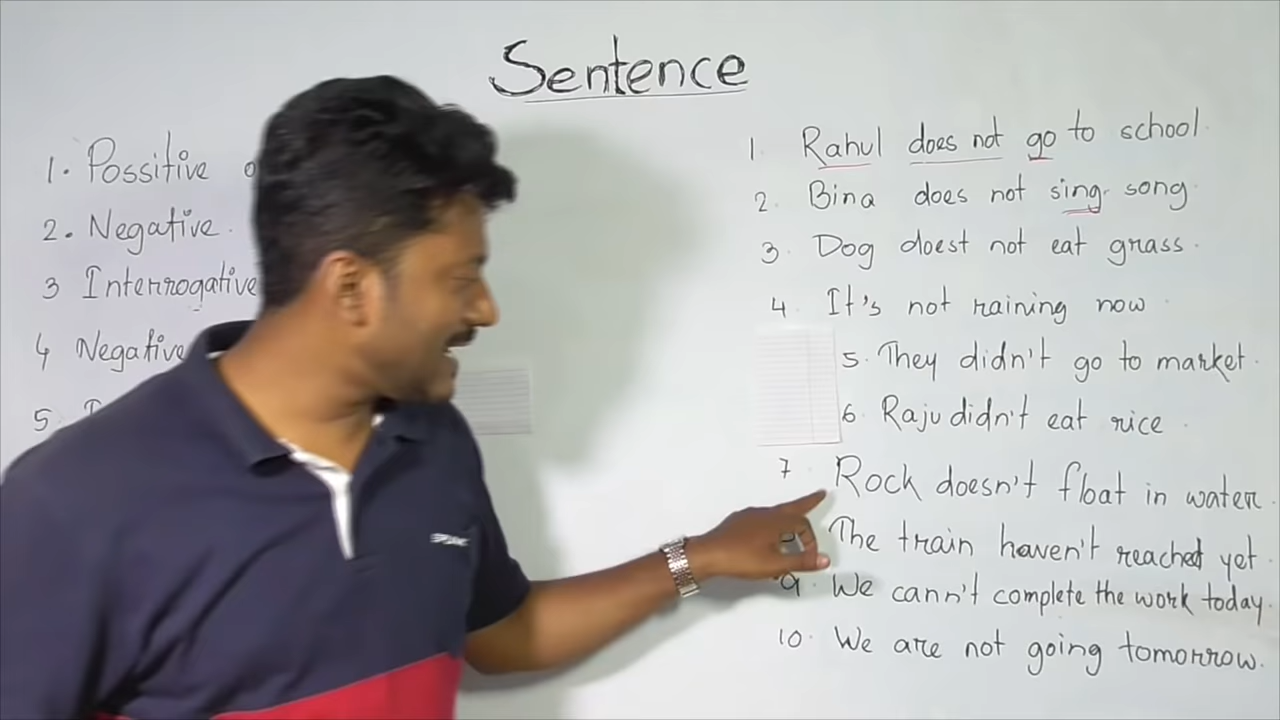 Sentence
1. Possitive
2. Negative.
3 Interrogative
4 Negative
5.
1. Rahul does not go to school.
2. Bina does not sing song.
3. Dog doest not eat grass.
4. It's not raining now
5. They didn't go to market.
6. Raju didn't eat rice.
7. Rock doesn't float in water.
The train haven't reached yet.
9. We cann't complete the work today.
10. We are not going tomorrow.